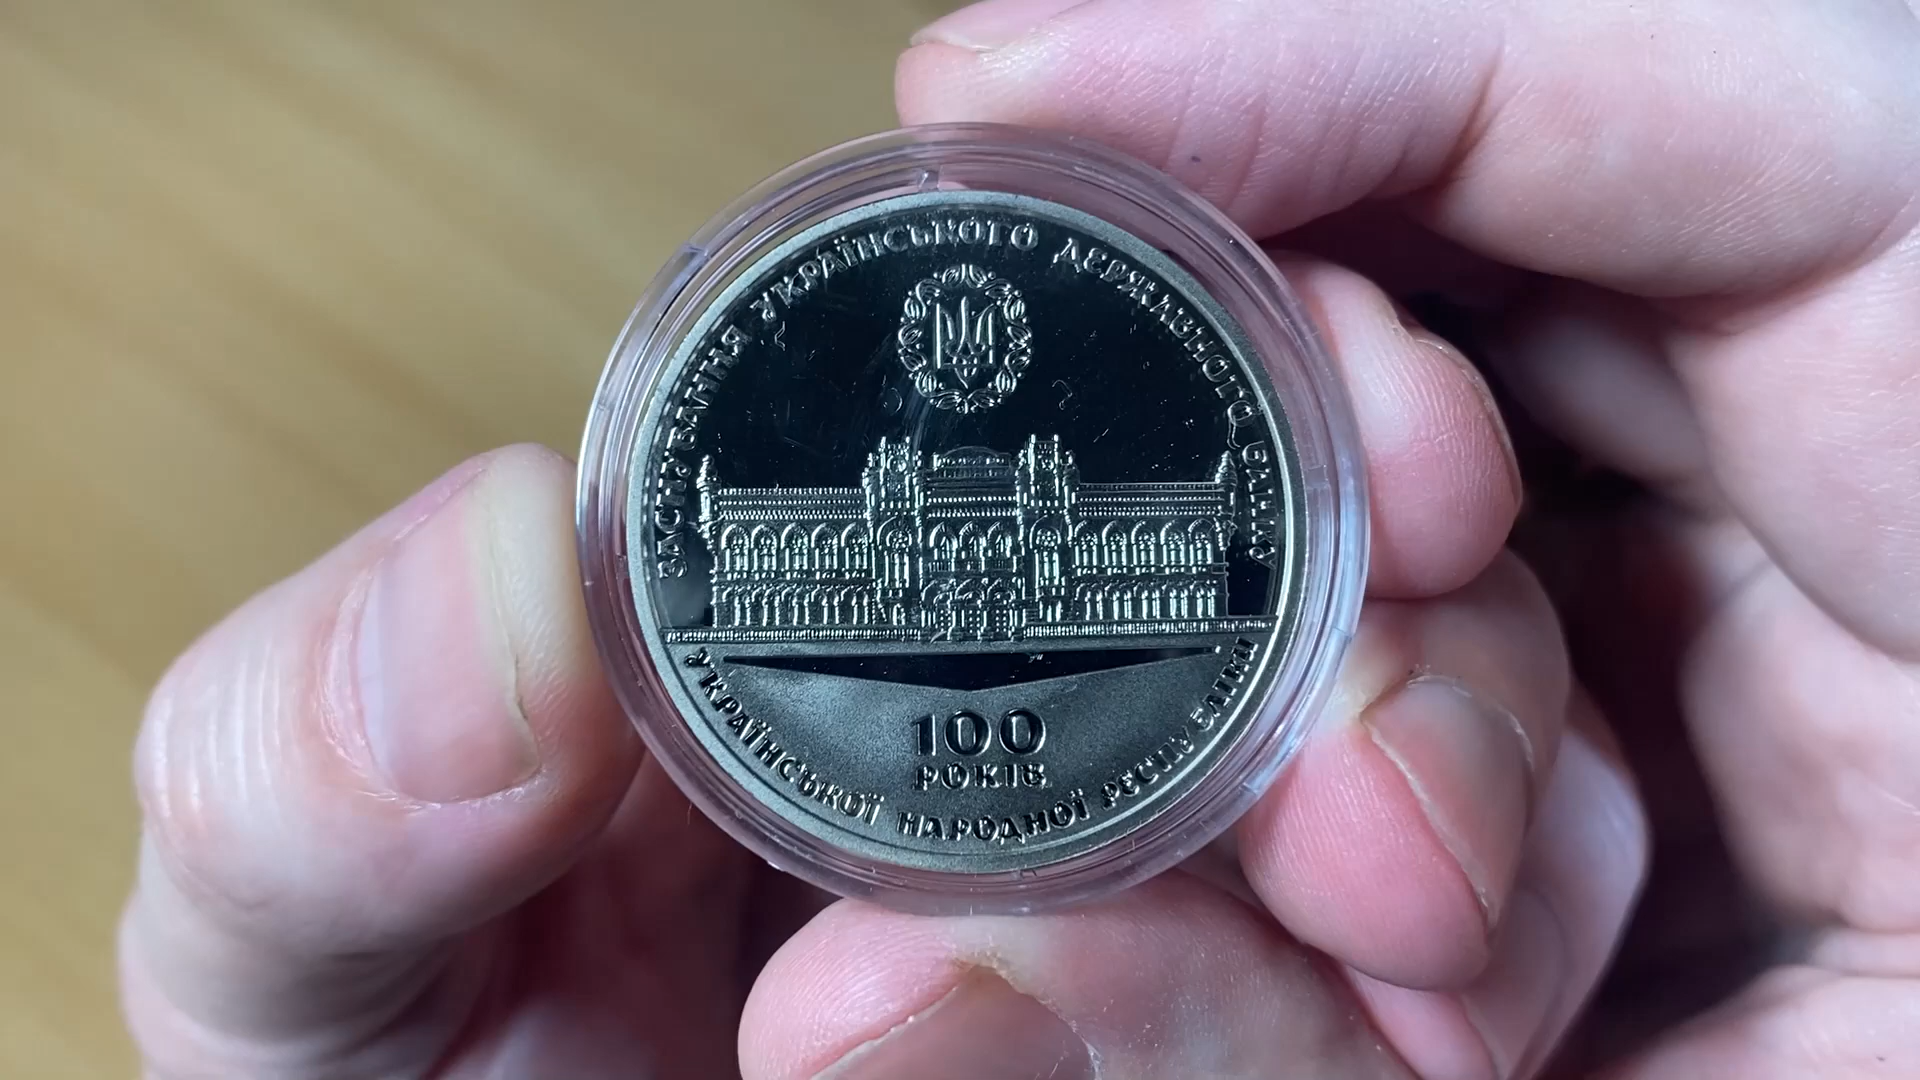 ЗАСНУВАННЯ УКРАЇНСЬКОГО ДЕРЖАВНОГО БАНКУ
100
РОКІВ
УКРАЇНСЬКОЇ НАРОДНОЇ РЕСПУБЛІКИ